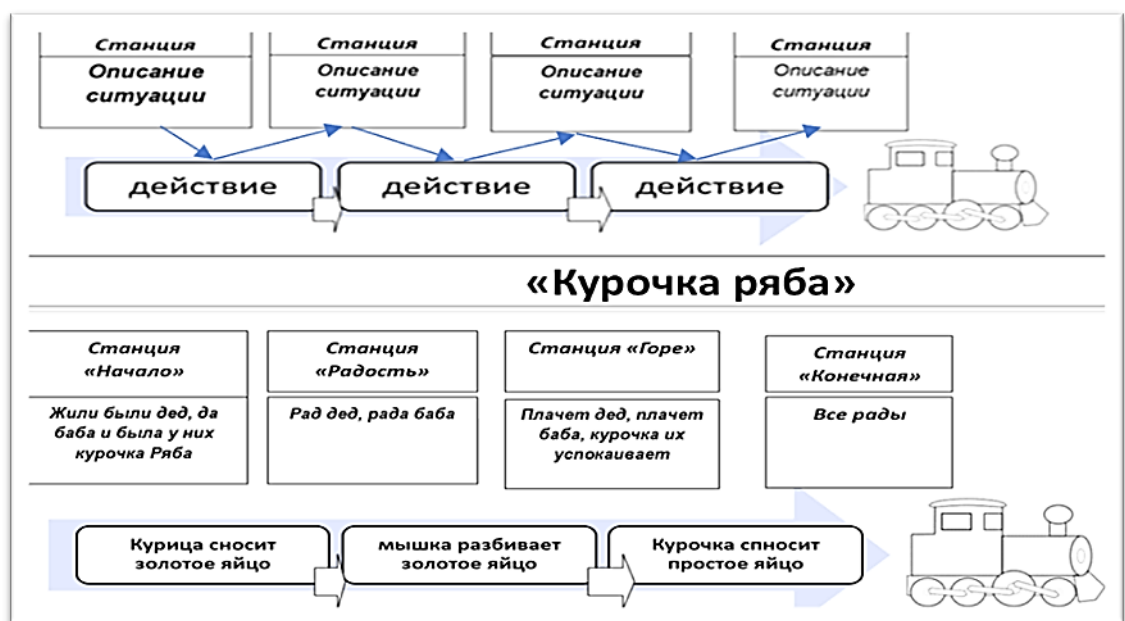 Станция
Описание
ситуации
Станция
Описание
ситуации
Станция
Описание
ситуации
Станция
Описание
ситуации
действие
действие
действие
«Курочка ряба»
Станция
«Начало»
Жили были дед, да
баба и была у них
курочка Ряба
Станция
«Радость»
Рад дед, рада баба
Станция «Горе»
Плачет дед, плачет
баба, курочка их
успокаивает
Станция
«Конечная»
Все рады
Курица сносит
золотое яйцо
мышка разбивает
золотое яйцо
Курочка спносит
простое яйцо